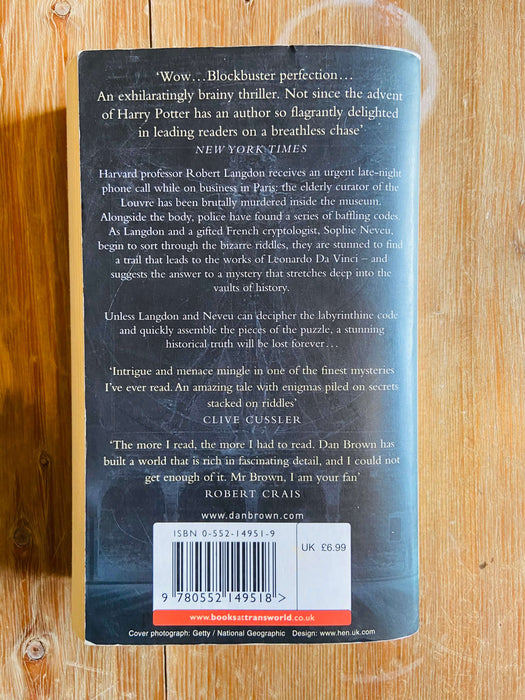 ‘Wow…Blockbuster perfection…
An exhilaratingly brainy thriller. Not since the advent
of Harry Potter has an author so flagrantly delighted
in leading readers on a breathless chase’
NEW YORK TIMES
Harvard professor Robert Langdon receives an urgent late-night
phone call while on business in Paris: the elderly curator of the
Louvre has been brutally murdered inside the museum.
Alongside the body, police have found a series of baffling codes.
As Langdon and a gifted French cryptologist, Sophie Neveu,
begin to sort through the bizarre riddles, they are stunned to find
a trail that leads to the works of Leonardo Da Vinci – and
suggests the answer to a mystery that stretches deep into the
vaults of history.
Unless Langdon and Neveu can decipher the labyrinthine code
and quickly assemble the pieces of the puzzle, a stunning
historical truth will be lost forever…
‘Intrigue and menace mingle in one of the finest mysteries
I’ve ever read. An amazing tale with enigmas piled on secrets
stacked on riddles’
CLIVE CUSSLER
‘The more I read, the more I had to read. Dan Brown has
built a world that is rich in fascinating detail, and I could not
get enough of it. Mr Brown, I am your fan’
ROBERT CRAIS
www.danbrown.com
ISBN 0-552-14951-9
UK £6.99
9 780552 149518 >
www.booksattransworld.co.uk
Cover photograph: Getty / National Geographic Design: www.hen.uk.com